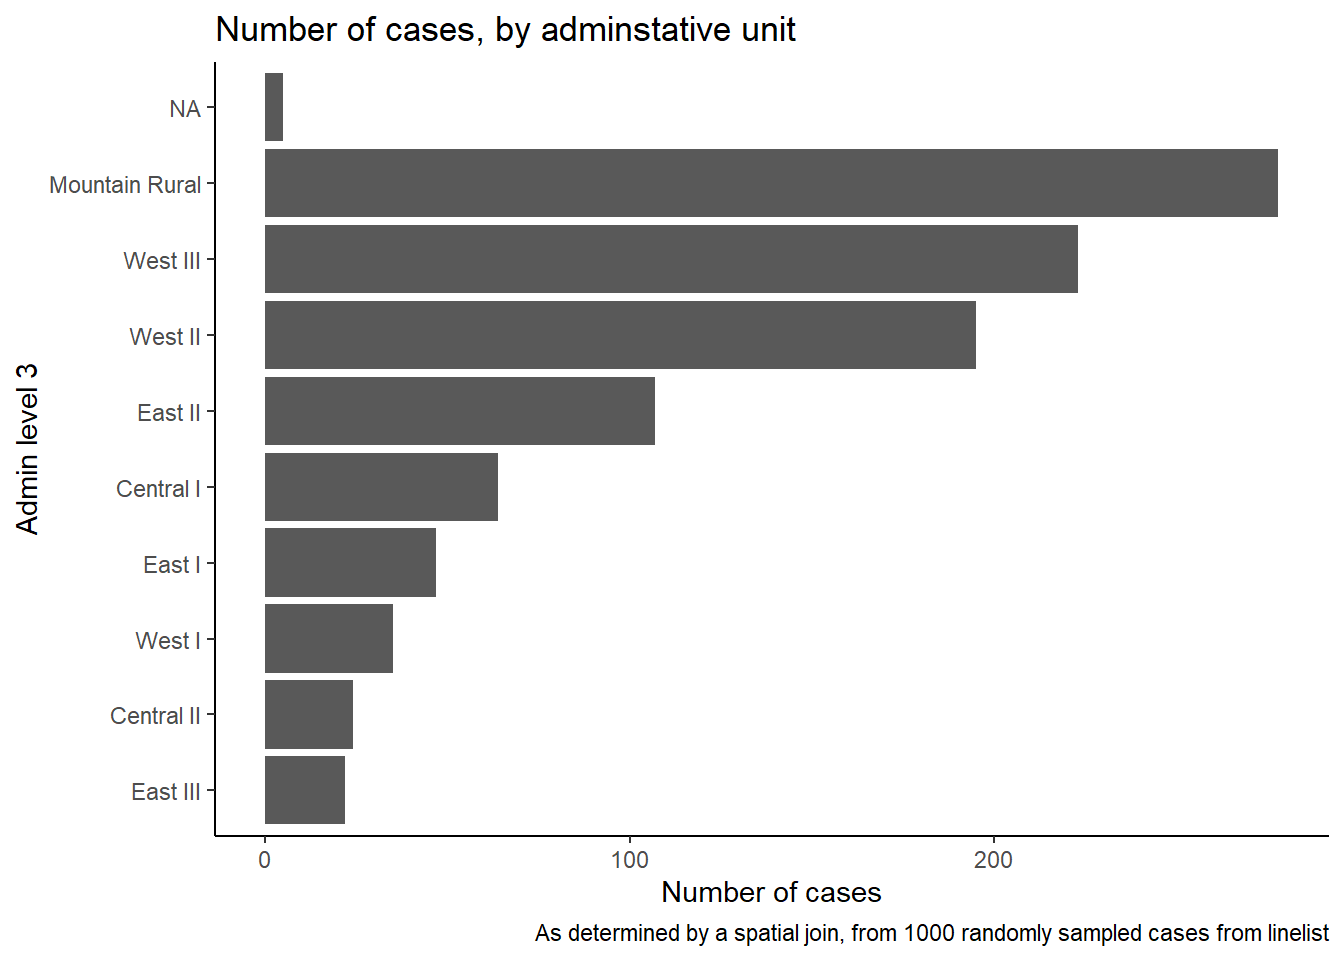 Number of cases, by adminstative unit
NA
Mountain Rural
West III
West II
East II
Central I
East I
West I
Central II
East III
Admin level 3
0 100 200
Number of cases
As determined by a spatial join, from 1000 randomly sampled cases from linelist